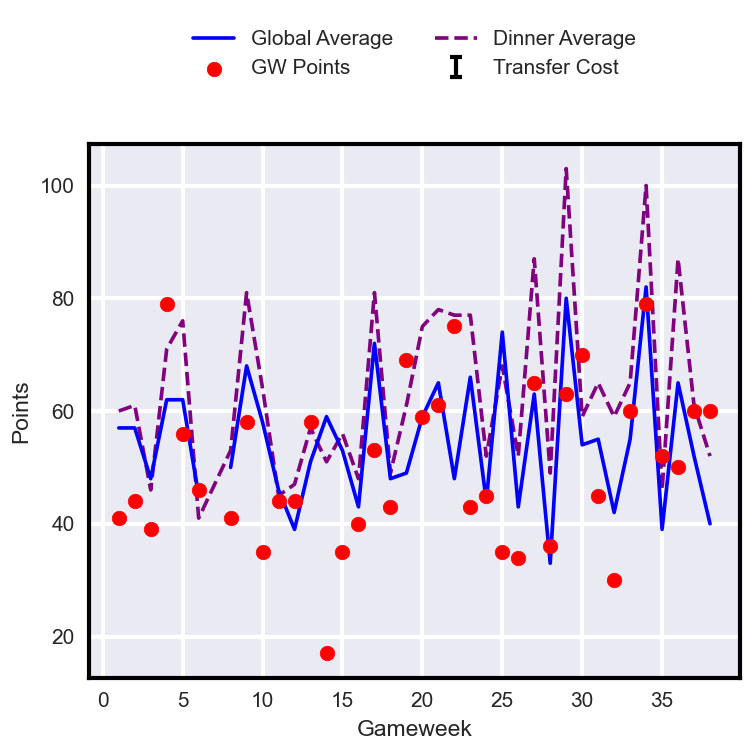 Global Average Dinner Average
GW Points Transfer Cost
100
80
60
40
20
Points
0 5 10 15 20 25 30 35
Gameweek